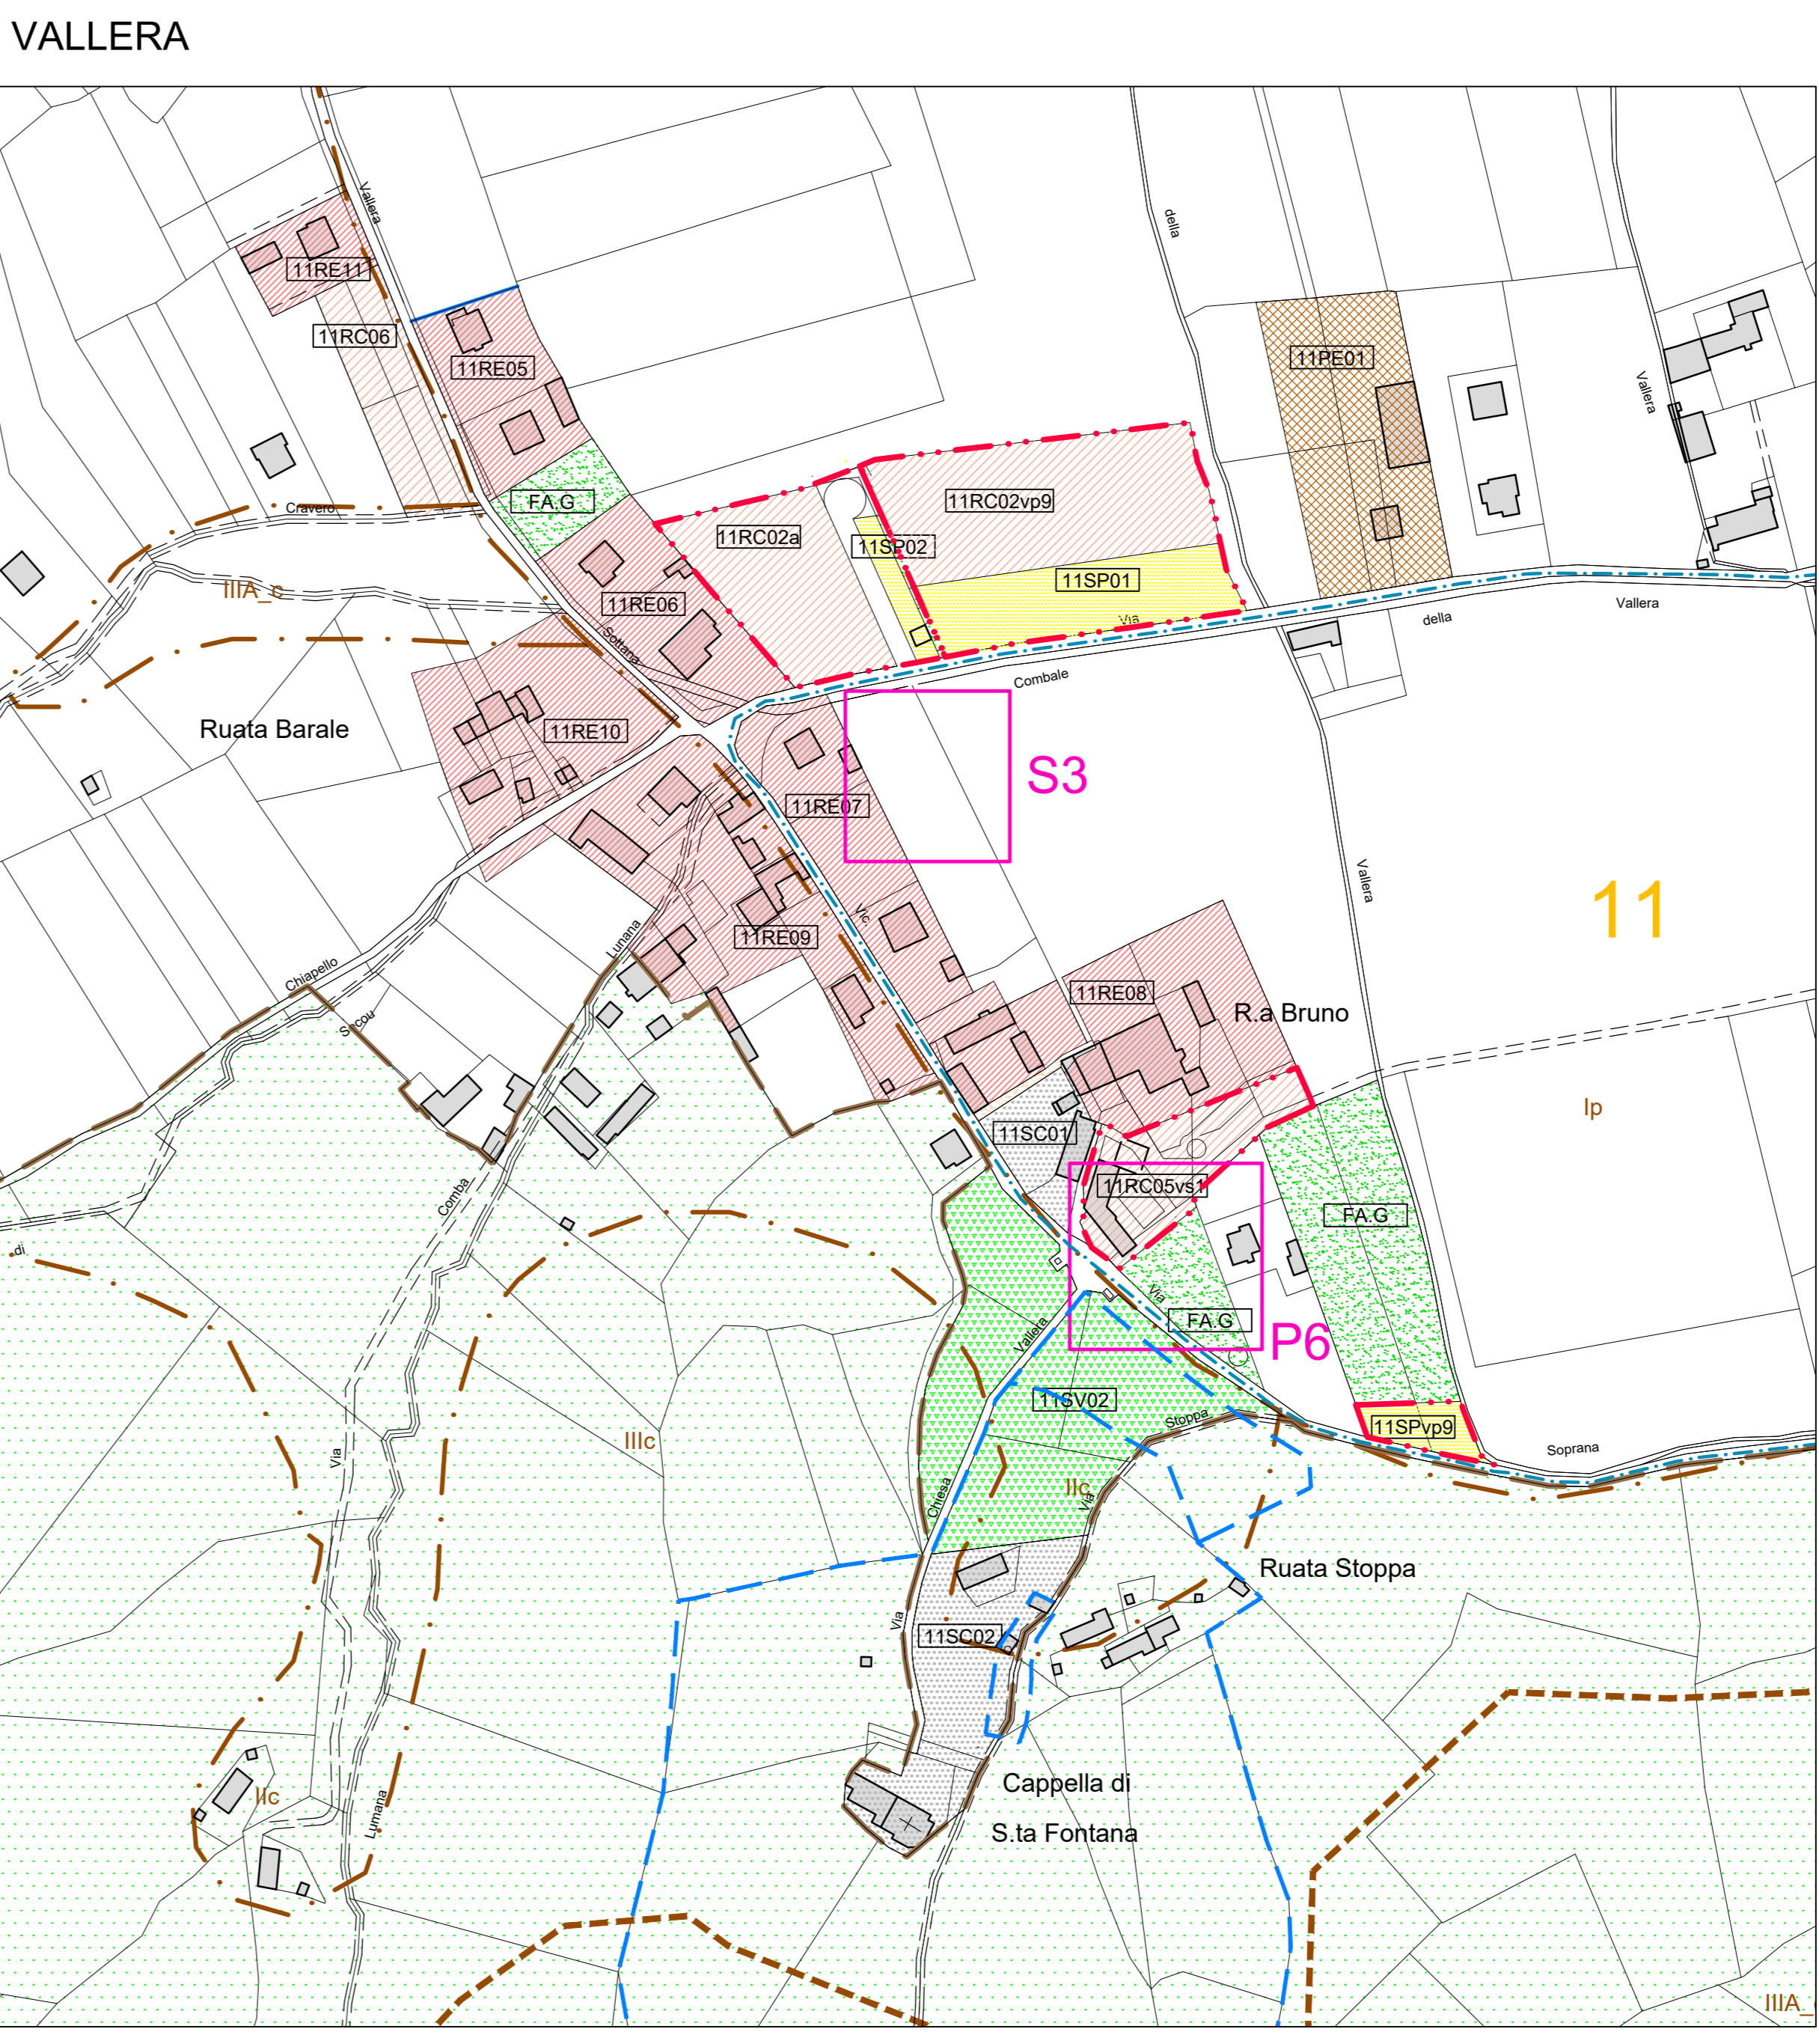 VALLERA
Vallera
della
11RE11
11RC06
11RE05
11PE01
Vallera
FA.G
11RC02vp9
Cravero
11RC02a
11SP02
11SP01
IIIA_c
11RE06
Via
della
Vallera
Sottana
Combale
Ruata Barale
11RE10
S3
11RE07
Vallera
11
Vic.
11RE09
Lunana
Chiapello
11RE08
R.a Bruno
Secou
Ip
11SC01
11RC05vs1
Comba
FA.G
di
Via
FA.G
P6
Vallera
11SV02
Stoppa
11SPvp9
IIIc
Soprana
Via
IIc
Chiesa
Via
Ruata Stoppa
Via
11SC02
Cappella di
S.ta Fontana
IIc
Lumana
IIIA_